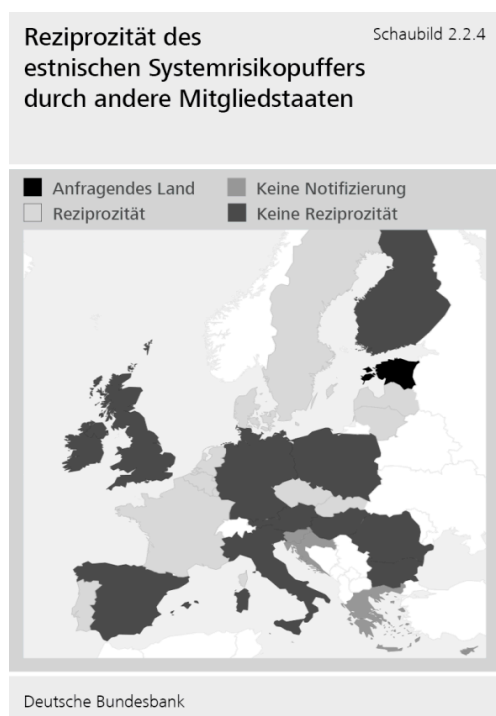 Reziprozität des
estnischen Systemrisikopuffers
durch andere Mitgliedstaaten
Schaubild 2.2.4
Anfragendes Land
Keine Notifizierung
Reziprozität
Keine Reziprozität
Deutsche Bundesbank